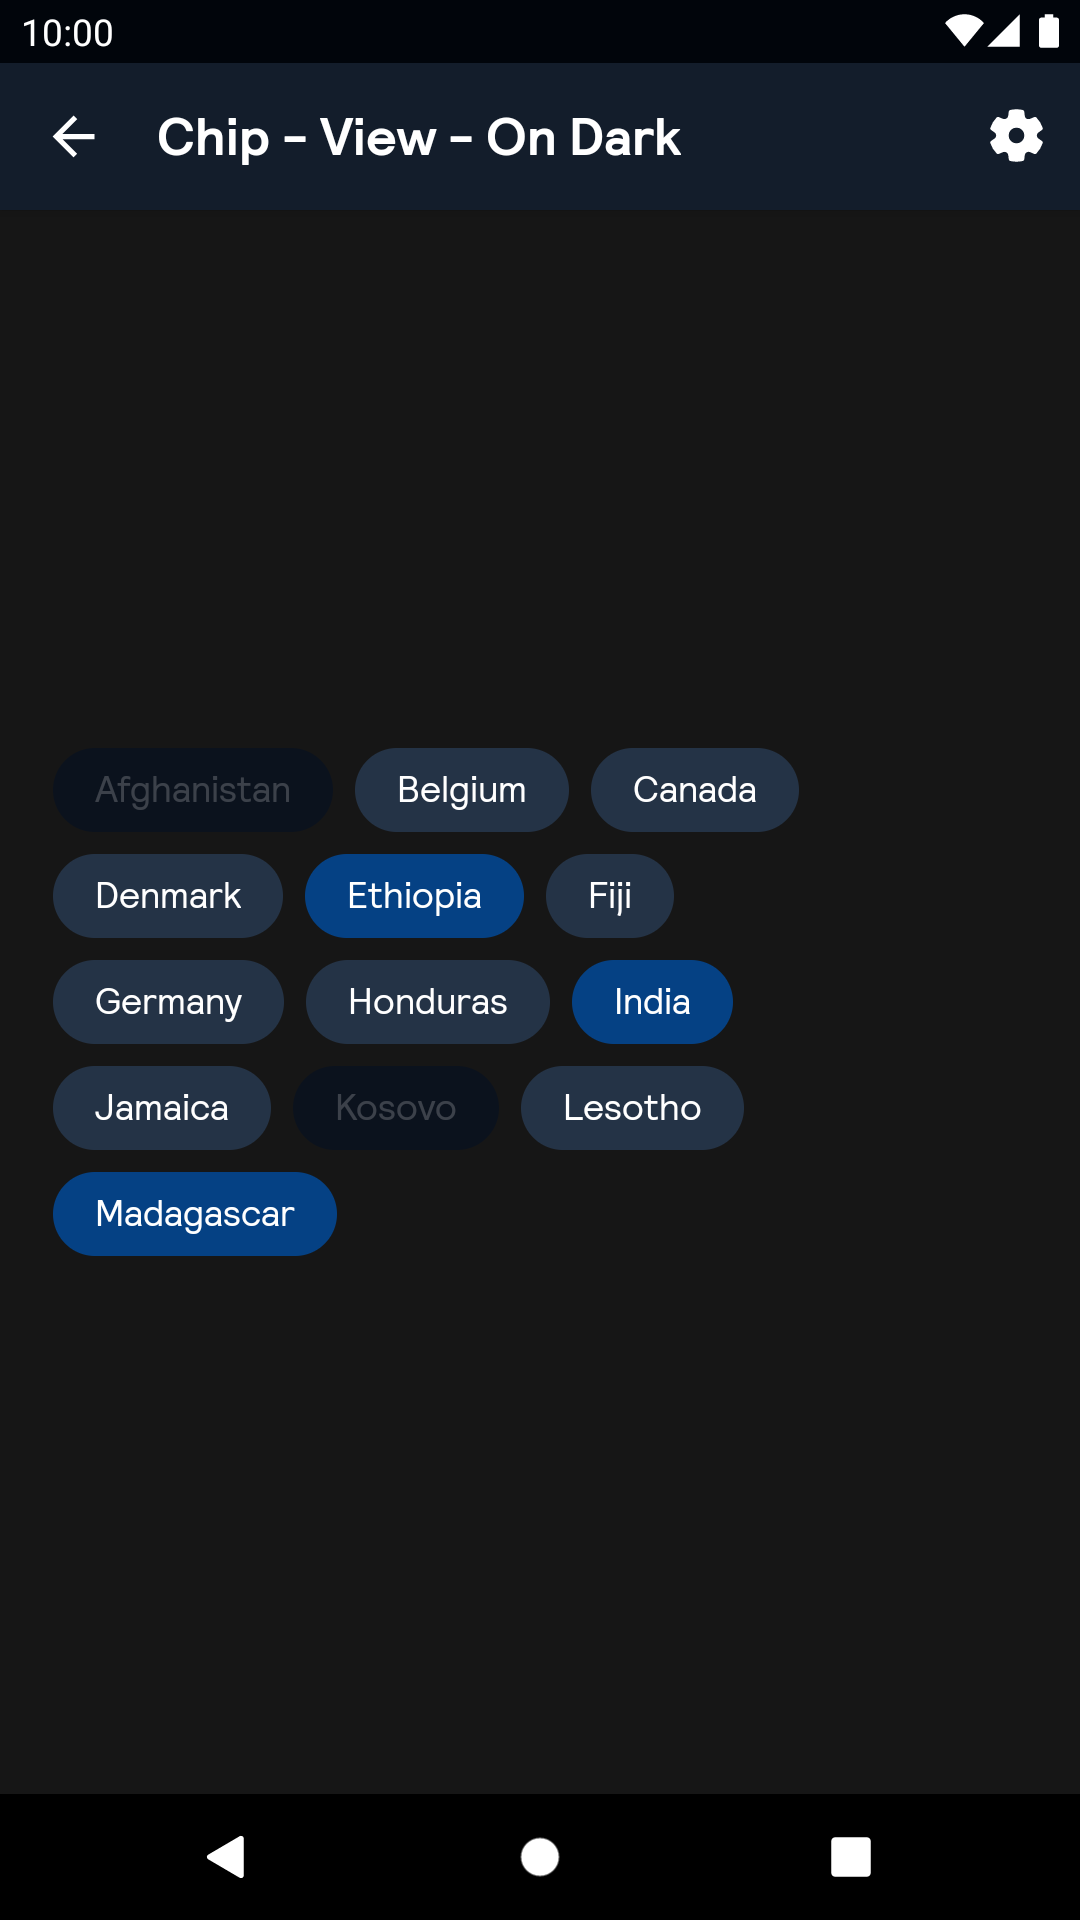 10:00
Chip - View - On Dark
Afghanistan Belgium Canada
Denmark Ethiopia Fiji
Germany Honduras India
Jamaica Kosovo Lesotho
Madagascar